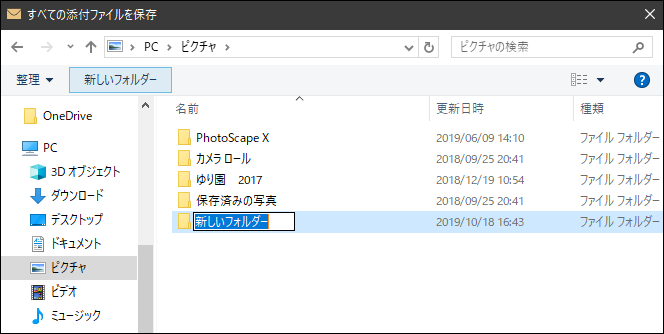 すべての添付ファイルを保存
PC › ピクチャ ›
ピクチャの検索
整理
新しいフォルダー
名前 更新日時 種類
OneDrive
PC
3D オブジェクト
ダウンロード
デスクトップ
ドキュメント
ピクチャ
ビデオ
ミュージック
PhotoScape X 2019/06/09 14:10 ファイル フォルダー
カメラ ロール 2018/09/25 20:41 ファイル フォルダー
ゆり園　2017 2018/12/19 10:54 ファイル フォルダー
保存済みの写真 2018/09/25 20:41 ファイル フォルダー
新しいフォルダー 2019/10/18 16:43 ファイル フォルダー